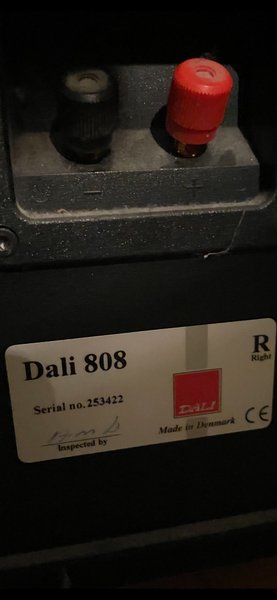 − +
Dali 808
R
Right
Serial no. 253422
DALI
Inspected by
Made in Denmark
CE